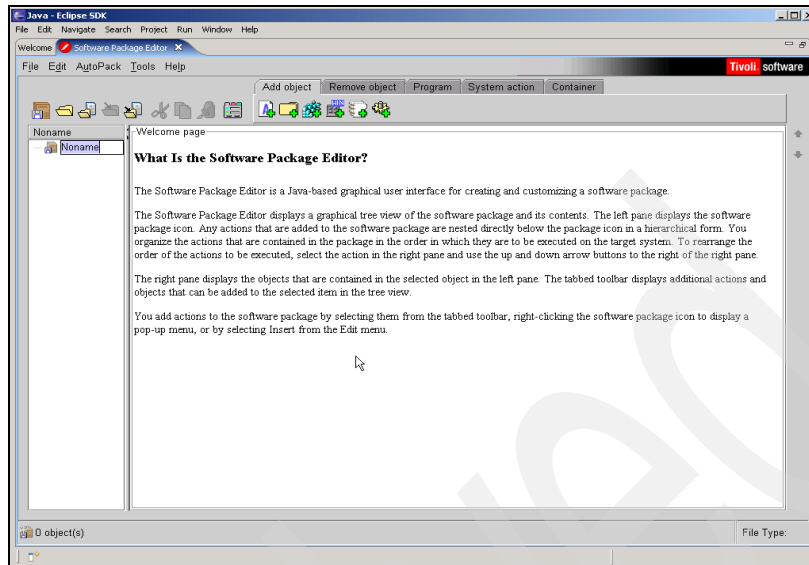 Java - Eclipse SDK
File Edit Navigate Search Project Run Window Help
Welcome Software Package Editor
File Edit AutoPack Tools Help
Tivoli. software
Add object Remove object Program System action Container
Noname
Noname
Welcome page
What Is the Software Package Editor?
The Software Package Editor is a Java-based graphical user interface for creating and customizing a software package.
The Software Package Editor displays a graphical tree view of the software package and its contents. The left pane displays the software
package icon. Any actions that are added to the software package are nested directly below the package icon in a hierarchical form. You
organize the actions that are contained in the package in the order in which they are to be executed on the target system. To rearrange the
order of the actions to be executed, select the action in the right pane and use the up and down arrow buttons to the right of the right pane.
The right pane displays the objects that are contained in the selected object in the left pane. The tabbed toolbar displays additional actions and
objects that can be added to the selected item in the tree view.
You add actions to the software package by selecting them from the tabbed toolbar, right-clicking the software package icon to display a
pop-up menu, or by selecting Insert from the Edit menu.
0 object(s)
File Type: